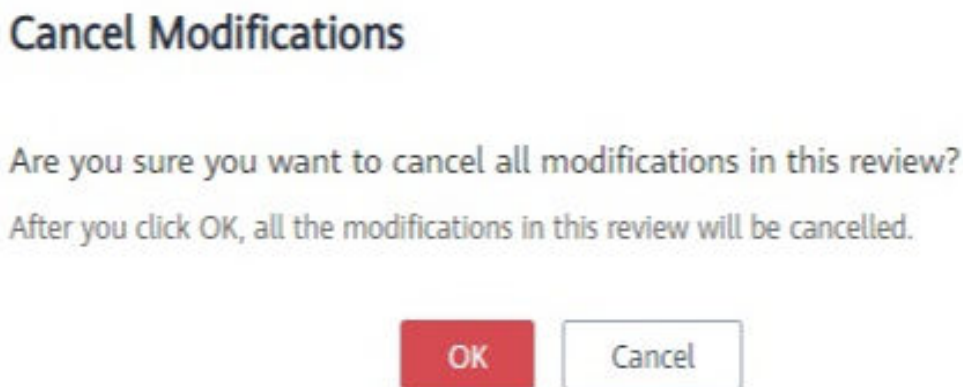 Cancel Modifications
Are you sure you want to cancel all modifications in this review?
After you click OK, all the modifications in this review will be cancelled.
OK Cancel